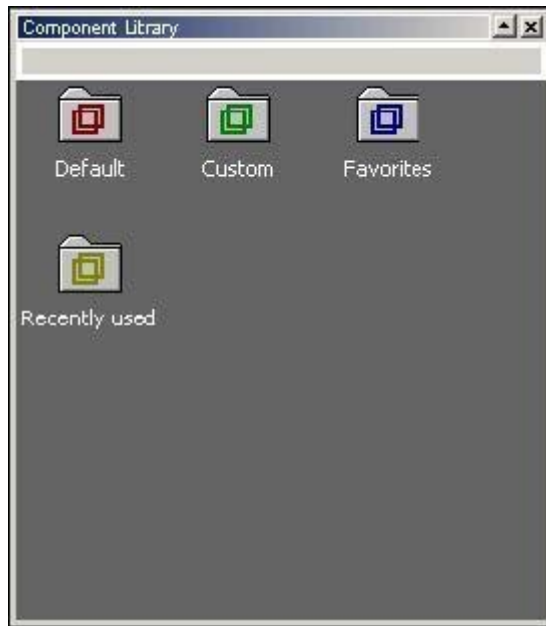 Component Library
Default
Custom
Favorites
Recently used